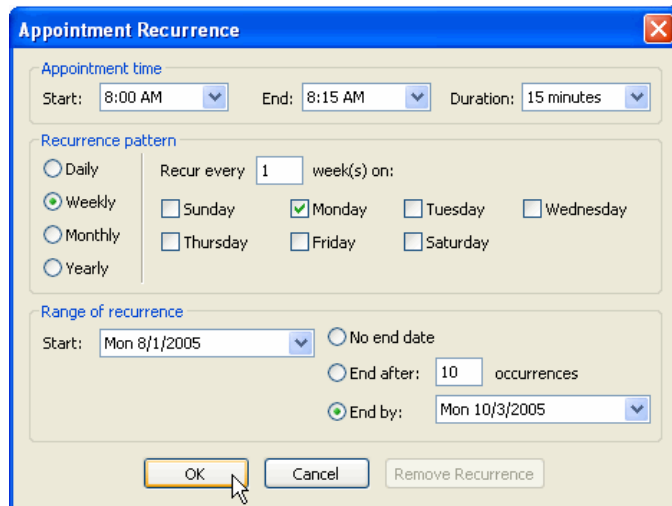 Appointment Recurrence
Appointment time
Start: 8:00 AM End: 8:15 AM Duration: 15 minutes
Recurrence pattern
Daily Recur every 1 week(s) on:
Weekly Sunday Monday Tuesday Wednesday
Monthly Thursday Friday Saturday
Yearly
Range of recurrence
Start: Mon 8/1/2005 No end date
End after: 10 occurrences
End by: Mon 10/3/2005
OK Cancel Remove Recurrence